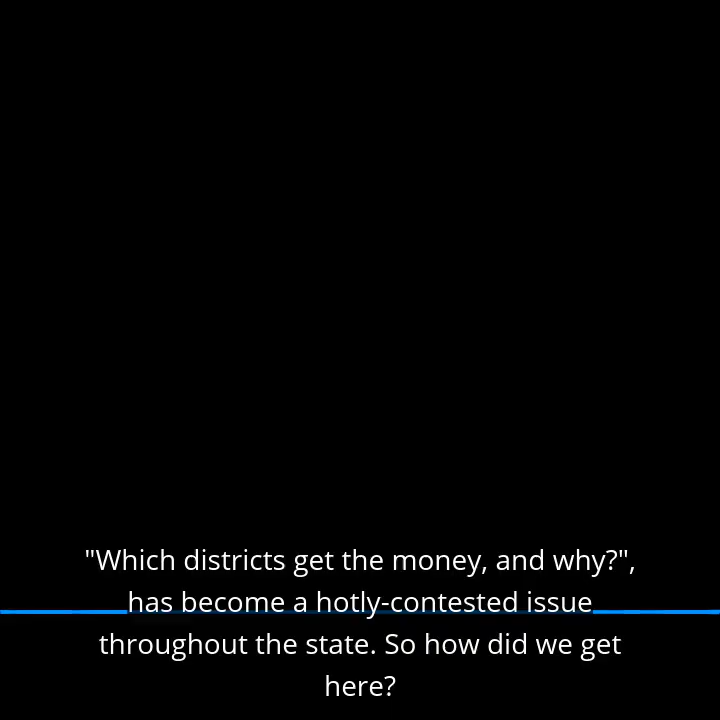 "Which districts get the money, and why?",
has become a hotly-contested issue
throughout the state. So how did we get
here?